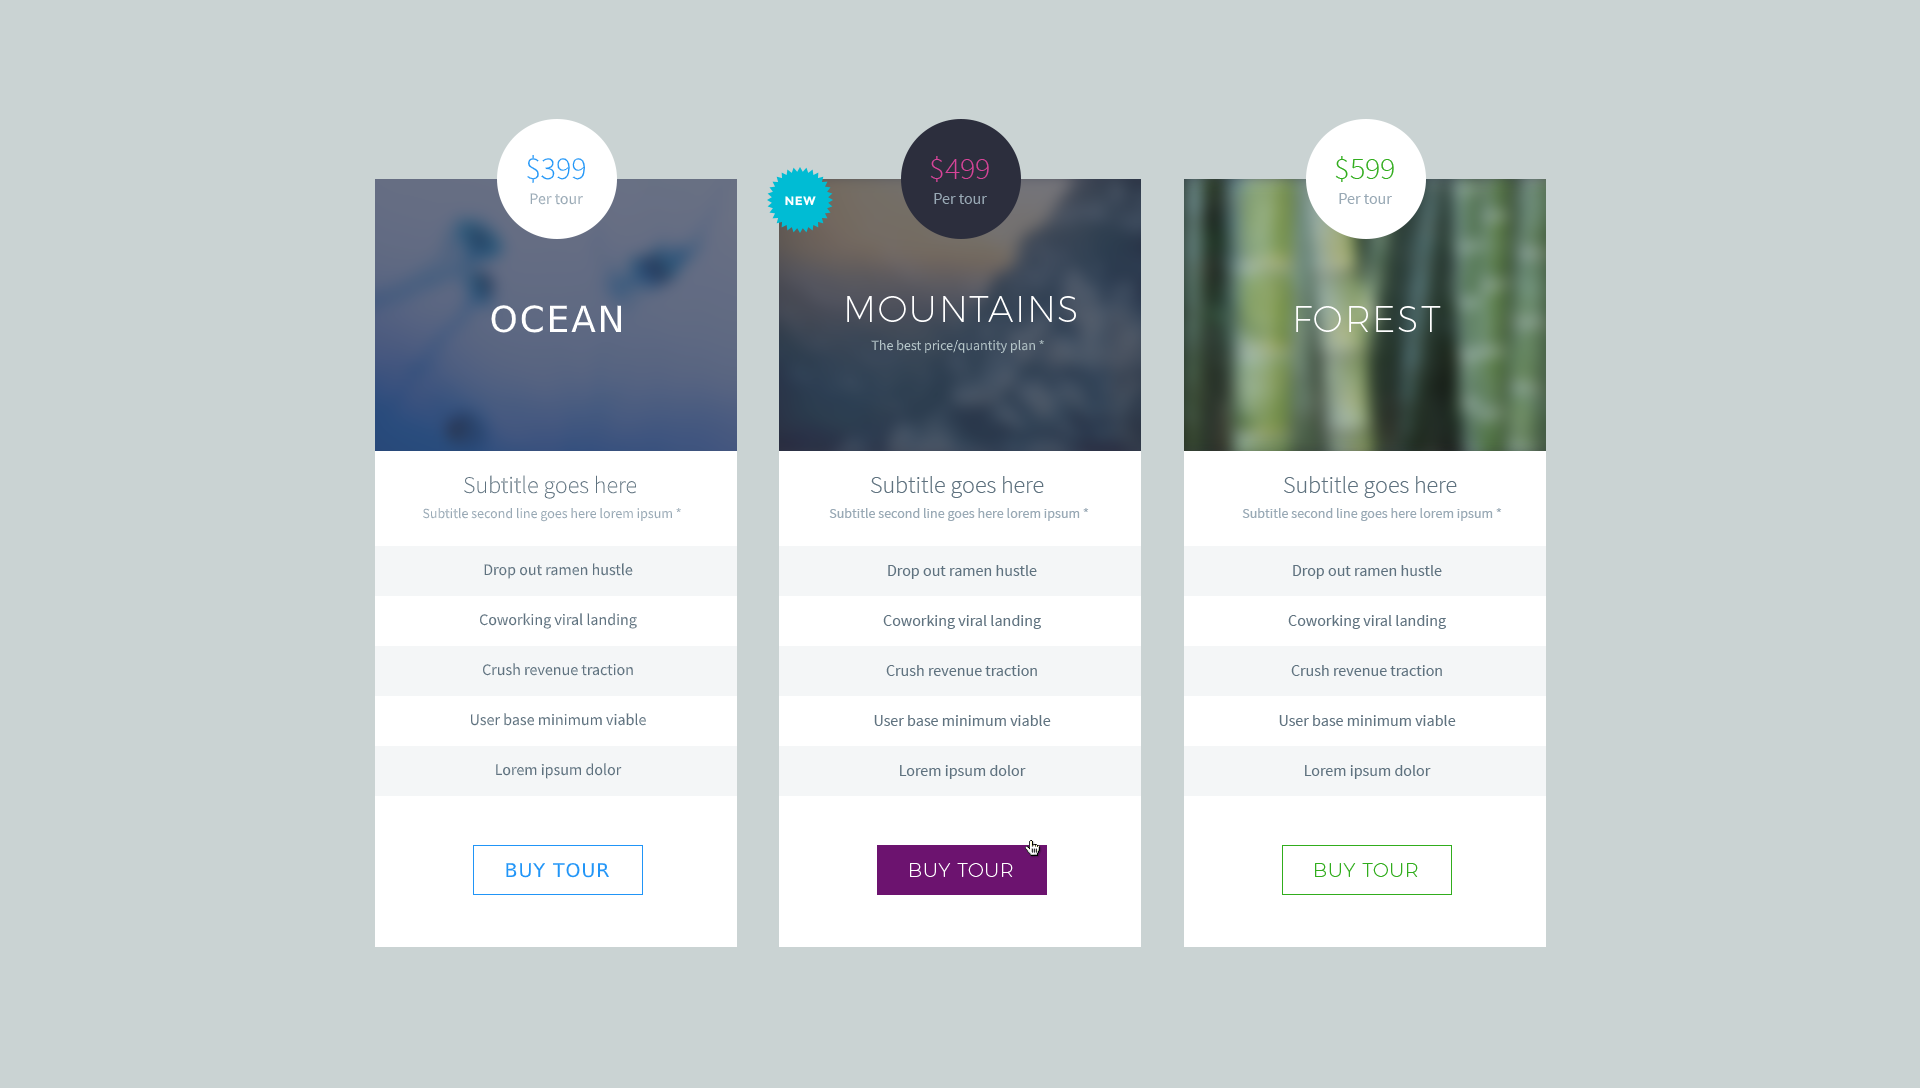 $399
Per tour
OCEAN
Subtitle goes here
Subtitle second line goes here lorem ipsum *
Drop out ramen hustle
Coworking viral landing
Crush revenue traction
User base minimum viable
Lorem ipsum dolor
BUY TOUR
NEW
$499
Per tour
MOUNTAINS
The best price/quantity plan *
Subtitle goes here
Subtitle second line goes here lorem ipsum *
Drop out ramen hustle
Coworking viral landing
Crush revenue traction
User base minimum viable
Lorem ipsum dolor
BUY TOUR
$599
Per tour
FOREST
Subtitle goes here
Subtitle second line goes here lorem ipsum *
Drop out ramen hustle
Coworking viral landing
Crush revenue traction
User base minimum viable
Lorem ipsum dolor
BUY TOUR